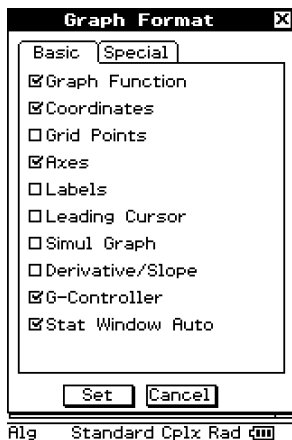 Graph Format
Basic Special
Graph Function
Coordinates
Grid Points
Axes
Labels
Leading Cursor
Simul Graph
Derivative/Slope
G-Controller
Stat Window Auto
Set Cancel
Alg Standard Cplx Rad